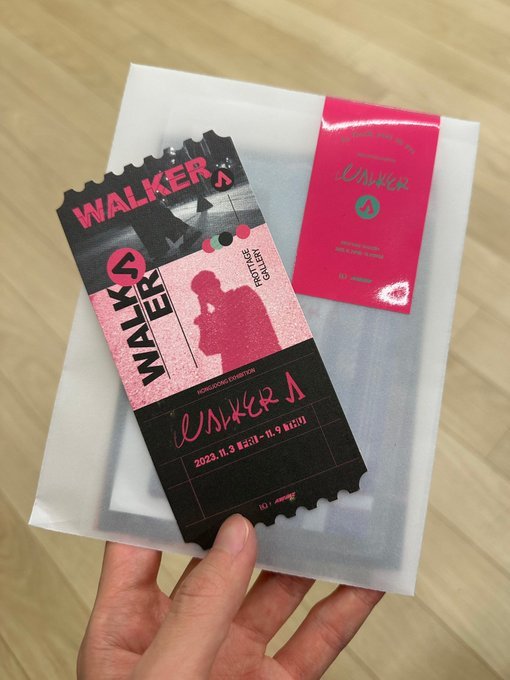 WALKER
WALK
ER
FROTTAGE
GALLERY
HONGJOONG EXHIBITION
WALKER
2023.11.3 FRI - 11.9 THU
WALKER